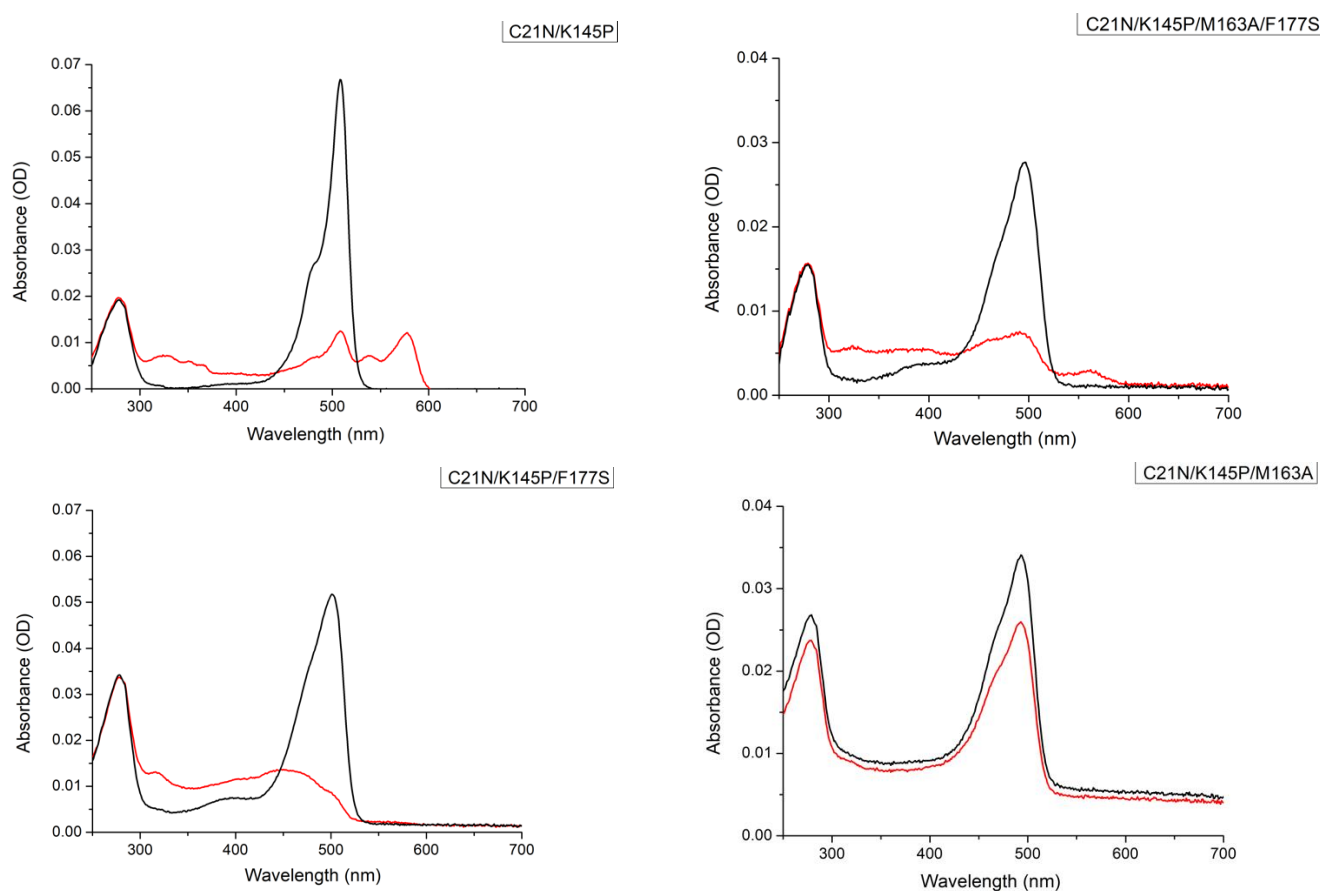 C21N/K145P
0.07
0.06
0.05
0.04
0.03
0.02
0.01
0.00
Absorbance (OD)
300 400 500 600 700
Wavelength (nm)
C21N/K145P/M163A/F177S
0.04
0.03
0.02
0.01
0.00
Absorbance (OD)
300 400 500 600 700
Wavelength (nm)
C21N/K145P/F177S
0.07
0.06
0.05
0.04
0.03
0.02
0.01
0.00
Absorbance (OD)
300 400 500 600 700
Wavelength (nm)
C21N/K145P/M163A
0.04
0.03
0.02
0.01
0.00
Absorbance (OD)
300 400 500 600 700
Wavelength (nm)